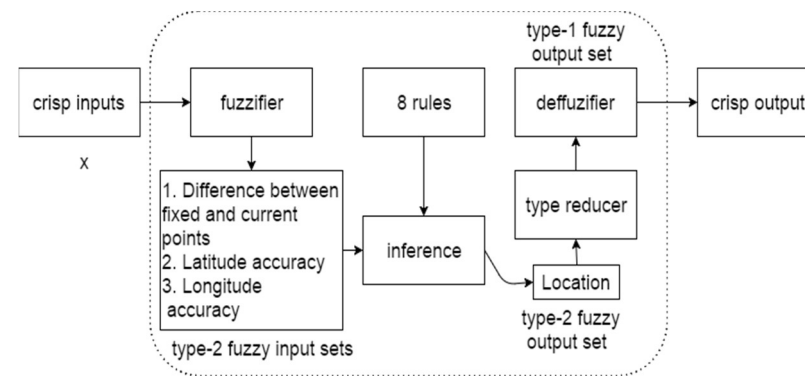 type-1 fuzzy
output set
crisp inputs
fuzzifier
8 rules
deffuzifier
crisp output
x
1. Difference between
fixed and current
points
2. Latitude accuracy
3. Longitude
accuracy
type-2 fuzzy input sets
inference
type reducer
Location
type-2 fuzzy
output set